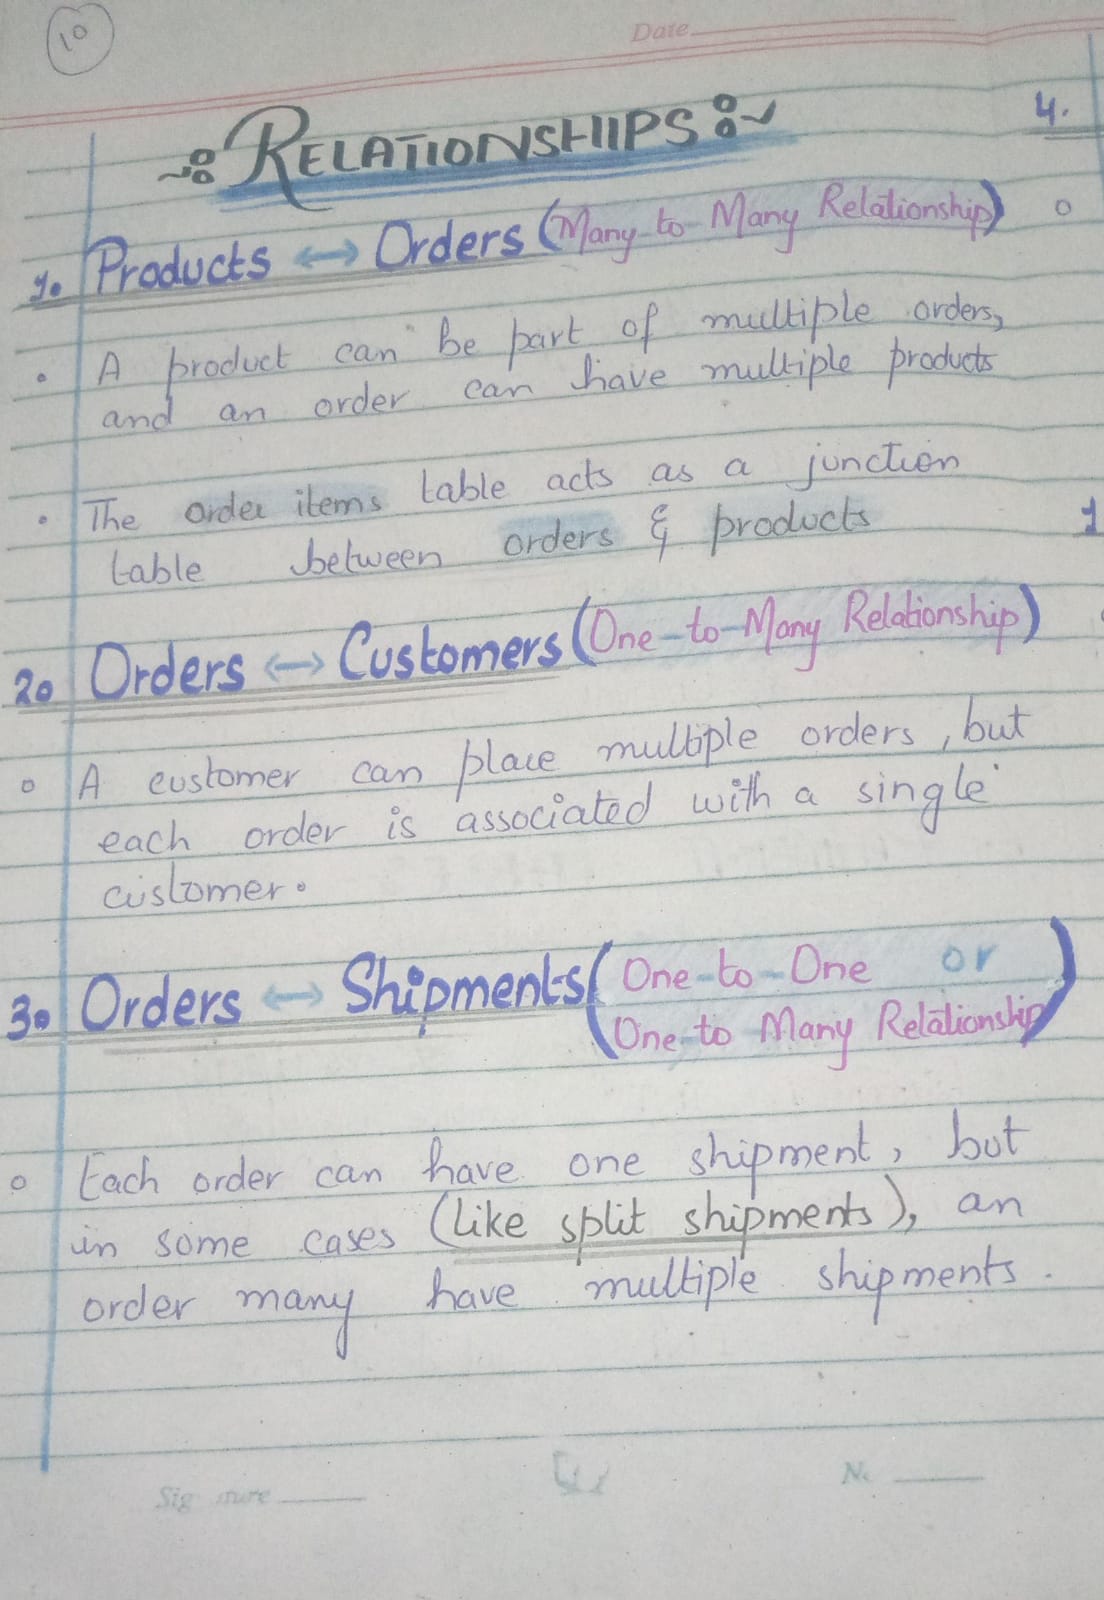 10
Date
RELATIONSHIPS
4.
1. Products ↔ Orders (Many to Many Relationship)
• A product can be part of multiple orders,
and an order can have multiple products
• The order items table acts as a junction
table between orders & products
1
2. Orders ↔ Customers (One-to-Many Relationship)
• A customer can place multiple orders, but
each order is associated with a single
customer.
3. Orders ↔ Shipments (One-to-One or
One-to Many Relationship)
• Each order can have one shipment, but
in some cases (like split shipments), an
order many have multiple shipments.